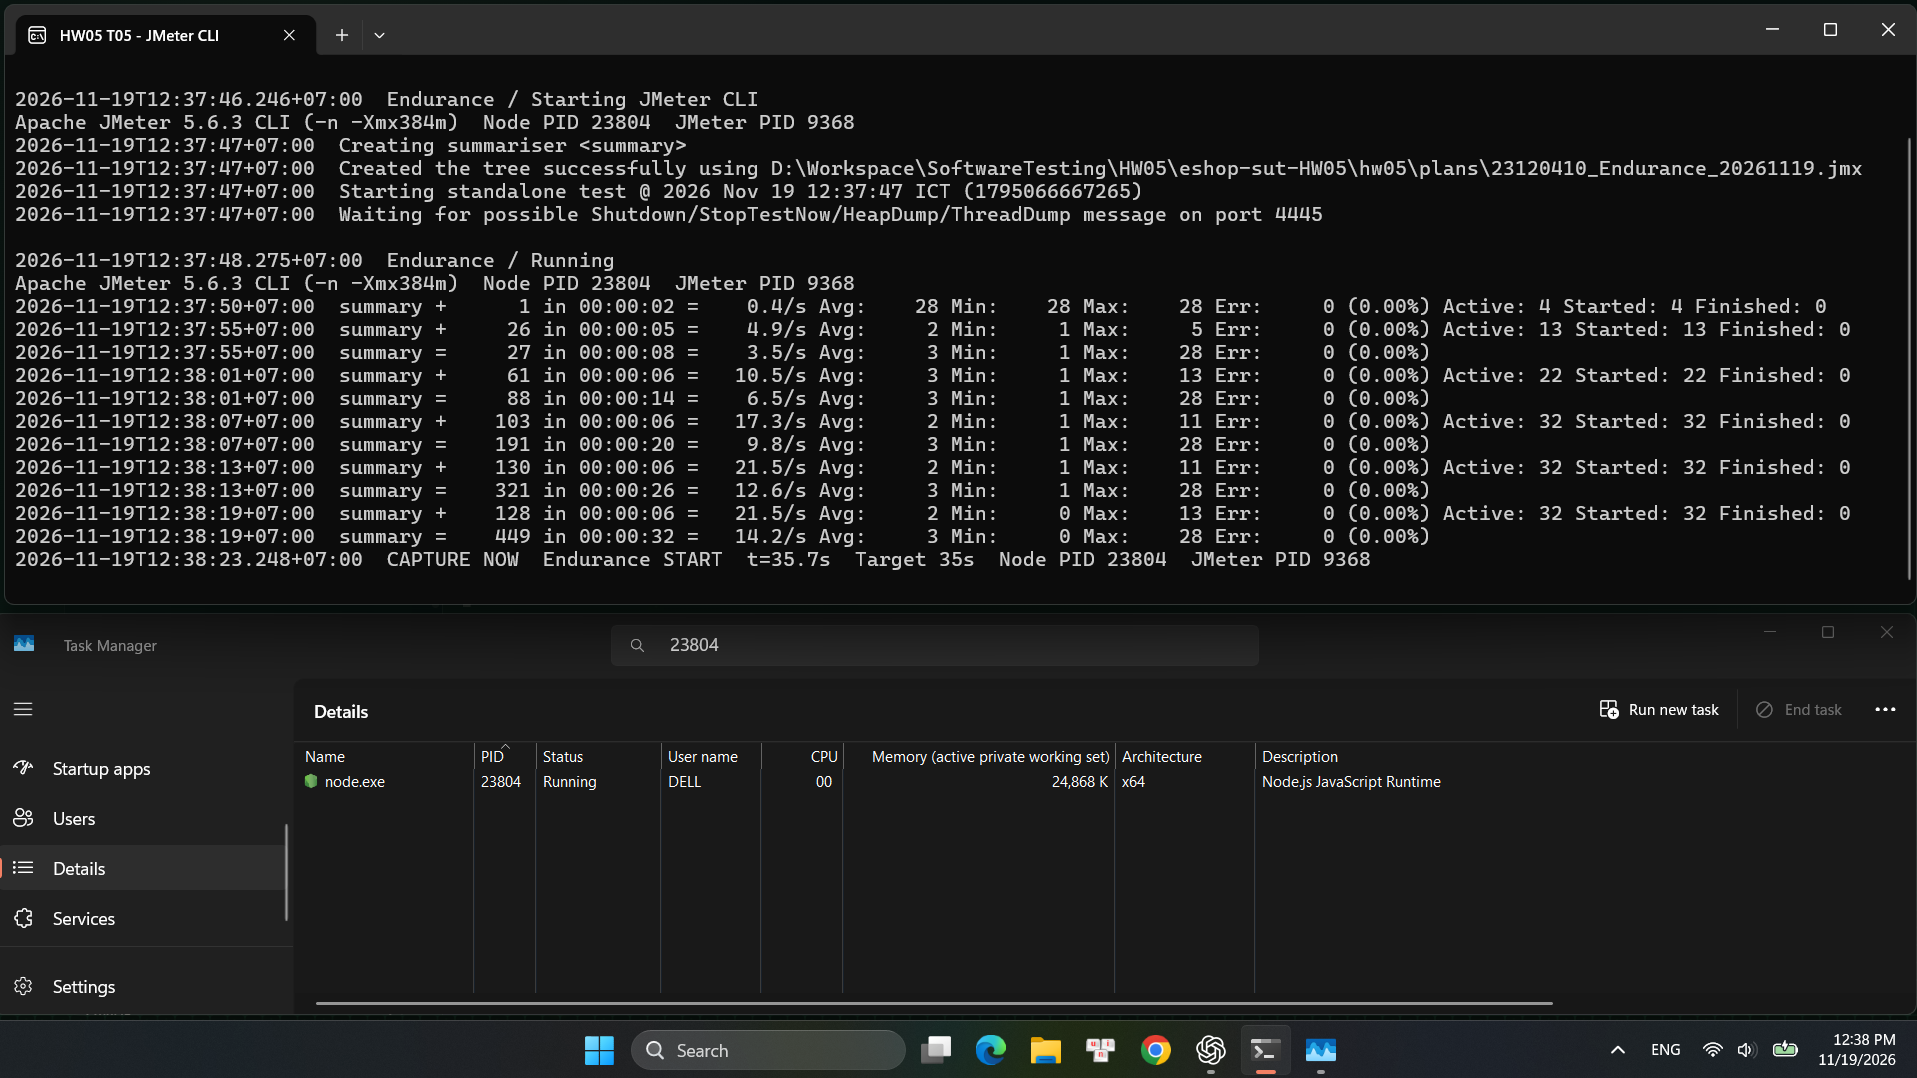 HW05 T05 - JMeter CLI
2026-11-19T12:37:46.246+07:00  Endurance / Starting JMeter CLI
Apache JMeter 5.6.3 CLI (-n -Xmx384m)  Node PID 23804  JMeter PID 9368
2026-11-19T12:37:47+07:00  Creating summariser <summary>
2026-11-19T12:37:47+07:00  Created the tree successfully using D:\Workspace\SoftwareTesting\HW05\eshop-sut-HW05\hw05\plans\23120410_Endurance_20261119.jmx
2026-11-19T12:37:47+07:00  Starting standalone test @ 2026 Nov 19 12:37:47 ICT (1795066667265)
2026-11-19T12:37:47+07:00  Waiting for possible Shutdown/StopTestNow/HeapDump/ThreadDump message on port 4445
2026-11-19T12:37:48.275+07:00  Endurance / Running
Apache JMeter 5.6.3 CLI (-n -Xmx384m)  Node PID 23804  JMeter PID 9368
2026-11-19T12:37:50+07:00  summary +      1 in 00:00:02 =    0.4/s Avg:    28 Min:    28 Max:    28 Err:     0 (0.00%) Active: 4 Started: 4 Finished: 0
2026-11-19T12:37:55+07:00  summary +     26 in 00:00:05 =    4.9/s Avg:     2 Min:     1 Max:     5 Err:     0 (0.00%) Active: 13 Started: 13 Finished: 0
2026-11-19T12:37:55+07:00  summary =     27 in 00:00:08 =    3.5/s Avg:     3 Min:     1 Max:    28 Err:     0 (0.00%)
2026-11-19T12:38:01+07:00  summary +     61 in 00:00:06 =   10.5/s Avg:     3 Min:     1 Max:    13 Err:     0 (0.00%) Active: 22 Started: 22 Finished: 0
2026-11-19T12:38:01+07:00  summary =     88 in 00:00:14 =    6.5/s Avg:     3 Min:     1 Max:    28 Err:     0 (0.00%)
2026-11-19T12:38:07+07:00  summary +    103 in 00:00:06 =   17.3/s Avg:     2 Min:     1 Max:    11 Err:     0 (0.00%) Active: 32 Started: 32 Finished: 0
2026-11-19T12:38:07+07:00  summary =    191 in 00:00:20 =    9.8/s Avg:     3 Min:     1 Max:    28 Err:     0 (0.00%)
2026-11-19T12:38:13+07:00  summary +    130 in 00:00:06 =   21.5/s Avg:     2 Min:     1 Max:    11 Err:     0 (0.00%) Active: 32 Started: 32 Finished: 0
2026-11-19T12:38:13+07:00  summary =    321 in 00:00:26 =   12.6/s Avg:     3 Min:     1 Max:    28 Err:     0 (0.00%)
2026-11-19T12:38:19+07:00  summary +    128 in 00:00:06 =   21.5/s Avg:     2 Min:     0 Max:    13 Err:     0 (0.00%) Active: 32 Started: 32 Finished: 0
2026-11-19T12:38:19+07:00  summary =    449 in 00:00:32 =   14.2/s Avg:     3 Min:     0 Max:    28 Err:     0 (0.00%)
2026-11-19T12:38:23.248+07:00  CAPTURE NOW  Endurance START  t=35.7s  Target 35s  Node PID 23804  JMeter PID 9368
Task Manager
23804
Details
Run new task
End task
Name PID Status User name CPU Memory (active private working set) Architecture Description
node.exe 23804 Running DELL 00 24,868 K x64 Node.js JavaScript Runtime
Startup apps
Users
Details
Services
Settings
Search
ENG
12:38 PM
11/19/2026